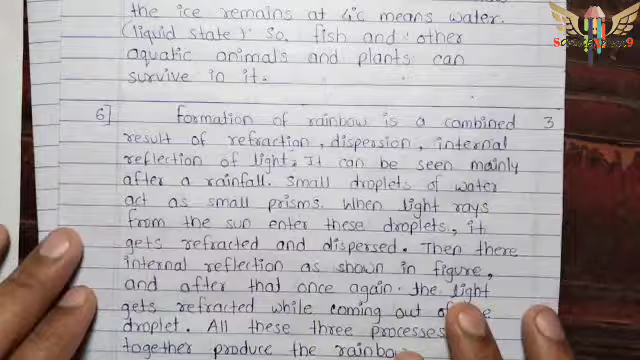 the ice remains at 4°c means water.
(liquid state). So, fish and other
aquatic animals and plants can
survive in it.
6] Formation of rainbow is a combined 3
result of refraction, dispersion, internal
reflection of light, It can be seen mainly
after a rainfall. Small droplets of water
act as small prisms. When light rays
from the sun enter these droplets, it
gets refracted and dispersed. Then there
internal reflection as shown in figure,
and after that once again. the light
gets refracted while coming out of
droplet. All these three processes
together produce the